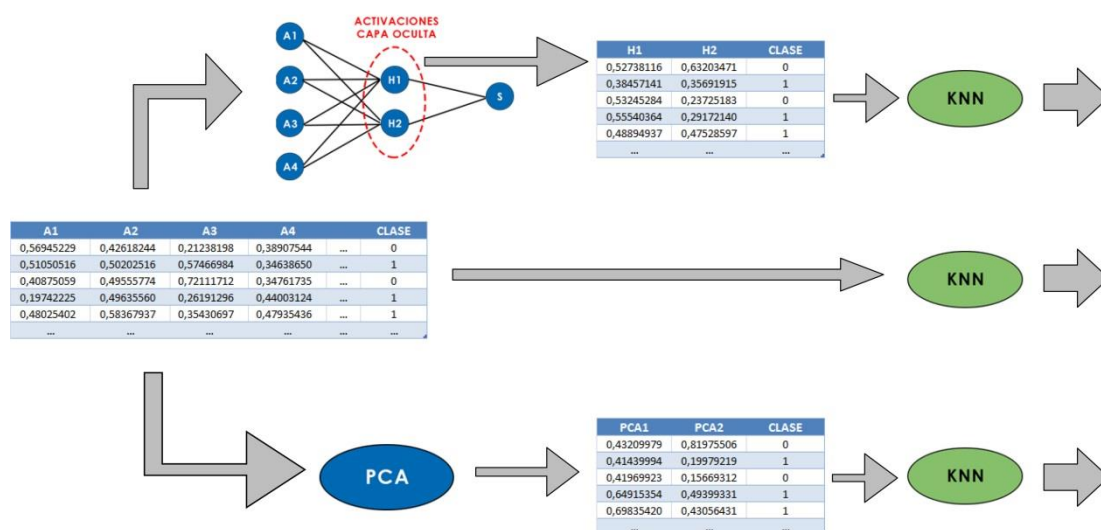 ACTIVACIONES
CAPA OCULTA
A1
A2
A3
A4
H1
H2
S
H1 H2 CLASE
0,52738116 0,63203471 0
0,38457141 0,35691915 1
0,53245284 0,23725183 0
0,55540364 0,29172140 1
0,48894937 0,47528597 1
... ... ...
KNN
A1 A2 A3 A4 ... CLASE
0,56945229 0,42618244 0,21238198 0,38907544 ... 0
0,51050516 0,50202516 0,57466984 0,34638650 ... 1
0,40875059 0,49555774 0,72111712 0,34761735 ... 0
0,19742225 0,49635560 0,26191296 0,44003124 ... 1
0,48025402 0,58367937 0,35430697 0,47935436 ... 1
... ... ... ... ... ...
KNN
PCA
PCA1 PCA2 CLASE
0,43209979 0,81975506 0
0,41439994 0,19979219 1
0,41969923 0,15669312 0
0,64915354 0,49399331 1
0,69835420 0,43056431 1
... ... ...
KNN